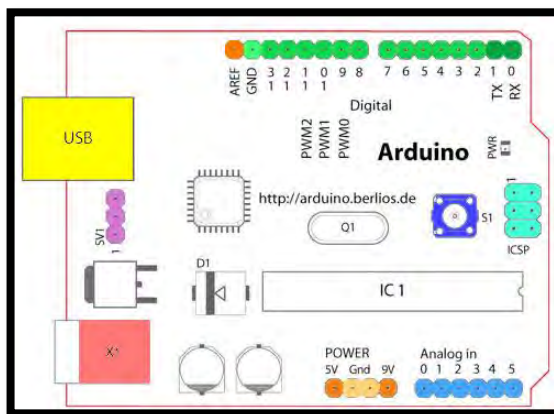 AREF GND 13 12 11 10 9 8 7 6 5 4 3 2 1 0
TX RX
Digital
USB
PWM2 PWM1 PWM0
Arduino
PWR
http://arduino.berlios.de
SV1
1
Q1
S1
1
ICSP
D1
IC 1
X1
POWER
5V Gnd 9V
Analog in
0 1 2 3 4 5